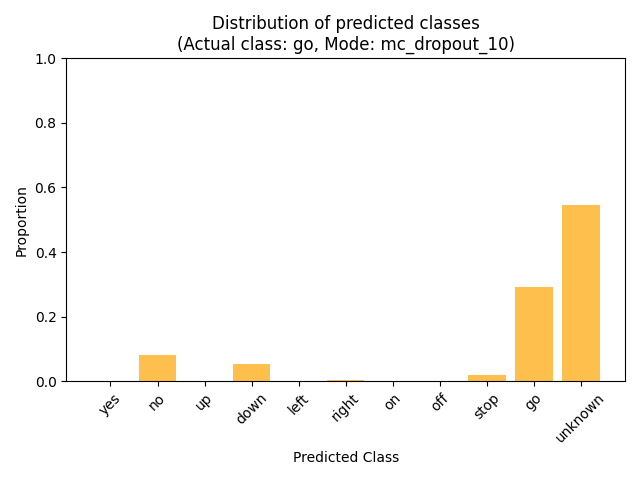 Distribution of predicted classes
(Actual class: go, Mode: mc_dropout_10)
1.0
0.8
0.6
0.4
0.2
0.0
Proportion
yes
no
up
down
left
right
on
off
stop
go
unknown
Predicted Class